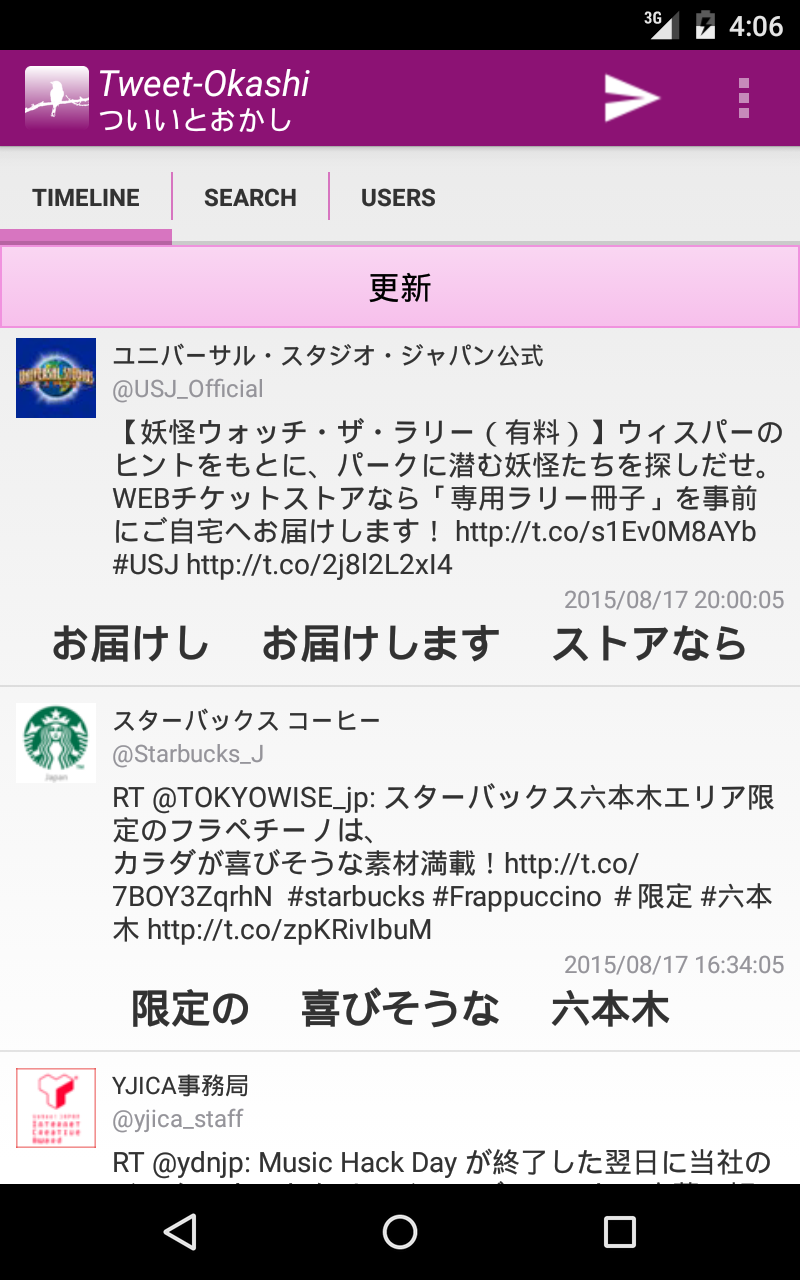 3G 4:06
Tweet-Okashi
ついいとおかし
TIMELINE SEARCH USERS
更新
UNIVERSAL STUDIOS
ユニバーサル・スタジオ・ジャパン公式
@USJ_Official
【妖怪ウォッチ・ザ・ラリー（有料）】ウィスパーの
ヒントをもとに、パークに潜む妖怪たちを探しだせ。
WEBチケットストアなら「専用ラリー冊子」を事前
にご自宅へお届けします！ http://t.co/s1Ev0M8AYb
#USJ http://t.co/2j8l2L2xI4
2015/08/17 20:00:05
お届けし お届けします ストアなら
Japan
スターバックス コーヒー
@Starbucks_J
RT @TOKYOWISE_jp: スターバックス六本木エリア限
定のフラペチーノは、
カラダが喜びそうな素材満載！http://t.co/
7BOY3ZqrhN #starbucks #Frappuccino ＃限定 #六本
木 http://t.co/zpKRivIbuM
2015/08/17 16:34:05
限定の 喜びそうな 六本木
Internet
Creative
Award
YJICA事務局
@yjica_staff
RT @ydnjp: Music Hack Day が終了した翌日に当社の